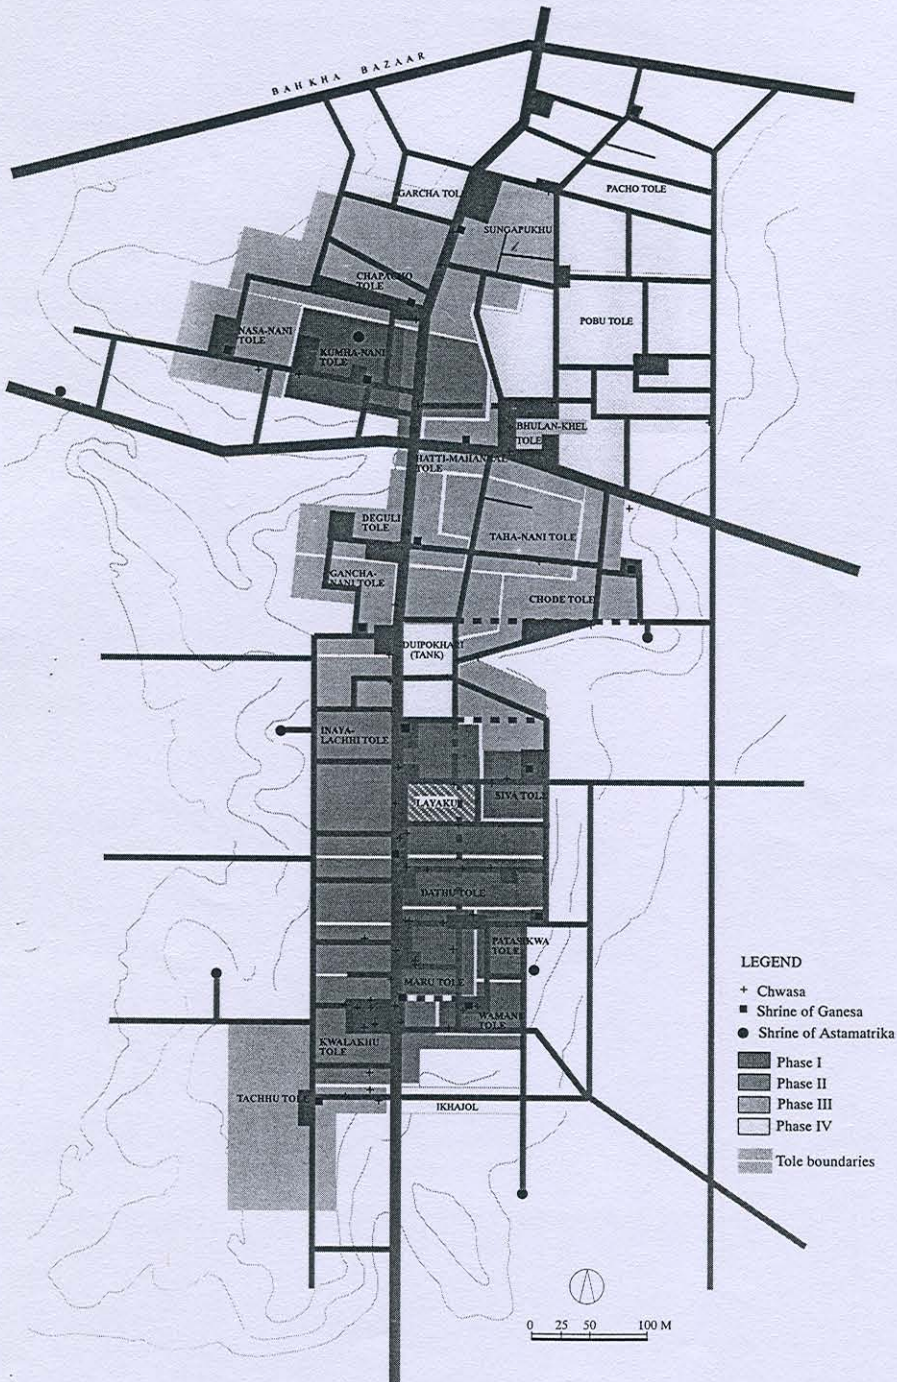 BAHKHA BAZAAR
GARCHA TOL
PACHO TOLE
SUNGAPUKHU
CHAPACHO
TOLE
POBU TOLE
NASA-NANI
TOLE
KUMHA-NANI
TOLE
BHULAN-KHEL
TOLE
HATTI-MAHANKAL
TOLE
DEGULI
TOLE
TAHA-NANI TOLE
GANCHA-
NANI TOLE
CHODE TOLE
DUIPOKHARI
(TANK)
INAYA-
LACHHI TOLE
LAYAKU
SIVA TOLE
DATHU TOLE
PATASIKWA
TOLE
MARU TOLE
WAMANE
TOLE
KWALAKHU
TOLE
TACHHU TOLE
IKHAJOL
LEGEND
+ Chwasa
Shrine of Ganesa
Shrine of Astamatrika
Phase I
Phase II
Phase III
Phase IV
Tole boundaries
0 25 50 100 M